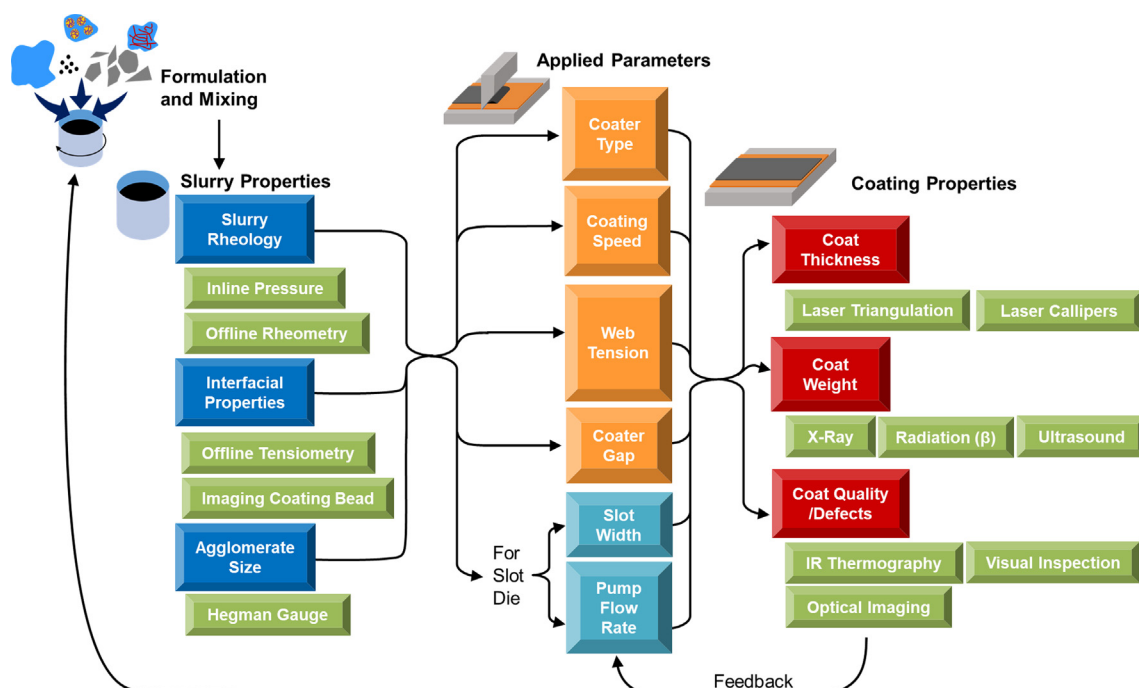 Formulation
and Mixing
Slurry Properties
Slurry
Rheology
Inline Pressure
Offline Rheometry
Interfacial
Properties
Offline Tensiometry
Imaging Coating Bead
Agglomerate
Size
Hegman Gauge
Applied Parameters
Coater
Type
Coating
Speed
Web
Tension
Coater
Gap
For
Slot
Die
Slot
Width
Pump
Flow
Rate
Coating Properties
Coat
Thickness
Laser Triangulation
Laser Callipers
Coat
Weight
X-Ray
Radiation (β)
Ultrasound
Coat Quality
/Defects
IR Thermography
Visual Inspection
Optical Imaging
Feedback